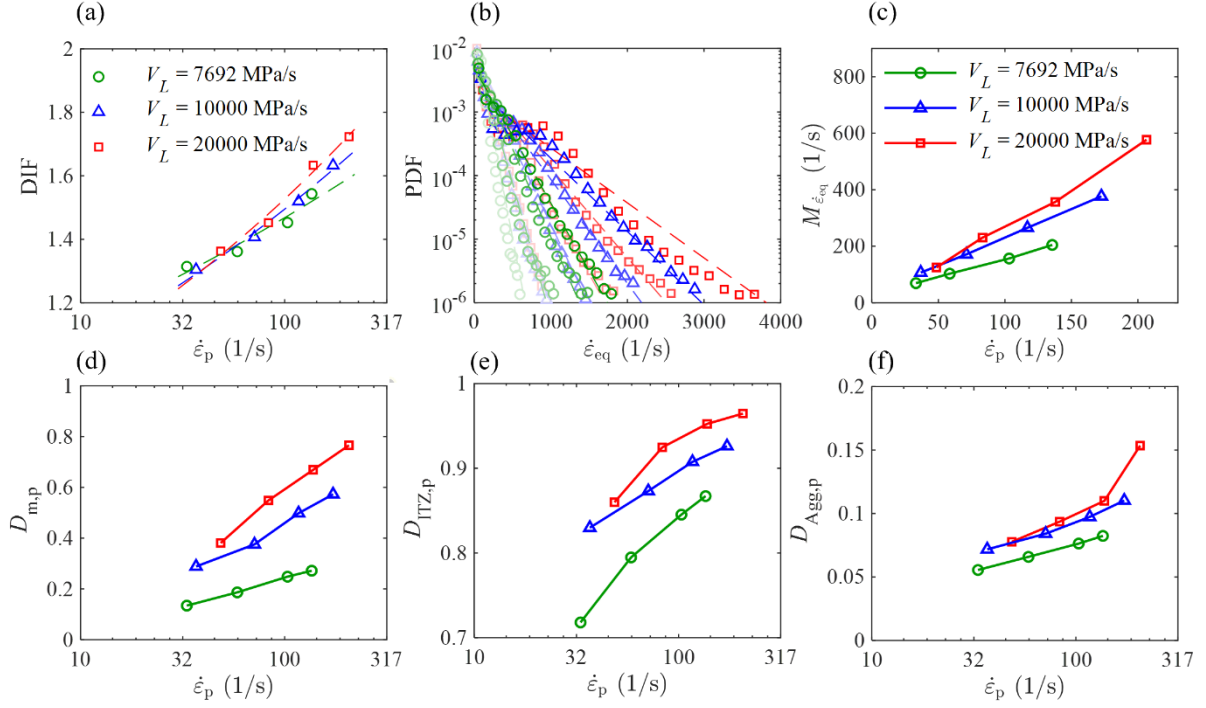 (a)
2
1.8
1.6
1.4
1.2
DIF
V_L = 7692 MPa/s
V_L = 10000 MPa/s
V_L = 20000 MPa/s
10 32 100 317
ε̇_p (1/s)
(b)
10^-2
10^-3
10^-4
10^-5
10^-6
PDF
0 1000 2000 3000 4000
ε̇_eq (1/s)
(c)
800
600
400
200
0
M_ε̇_eq (1/s)
V_L = 7692 MPa/s
V_L = 10000 MPa/s
V_L = 20000 MPa/s
0 50 100 150 200
ε̇_p (1/s)
(d)
1
0.8
0.6
0.4
0.2
0
D_m,p
10 32 100 317
ε̇_p (1/s)
(e)
1
0.9
0.8
0.7
D_ITZ,p
10 32 100 317
ε̇_p (1/s)
(f)
0.2
0.15
0.1
0.05
0
D_Agg,p
10 32 100 317
ε̇_p (1/s)